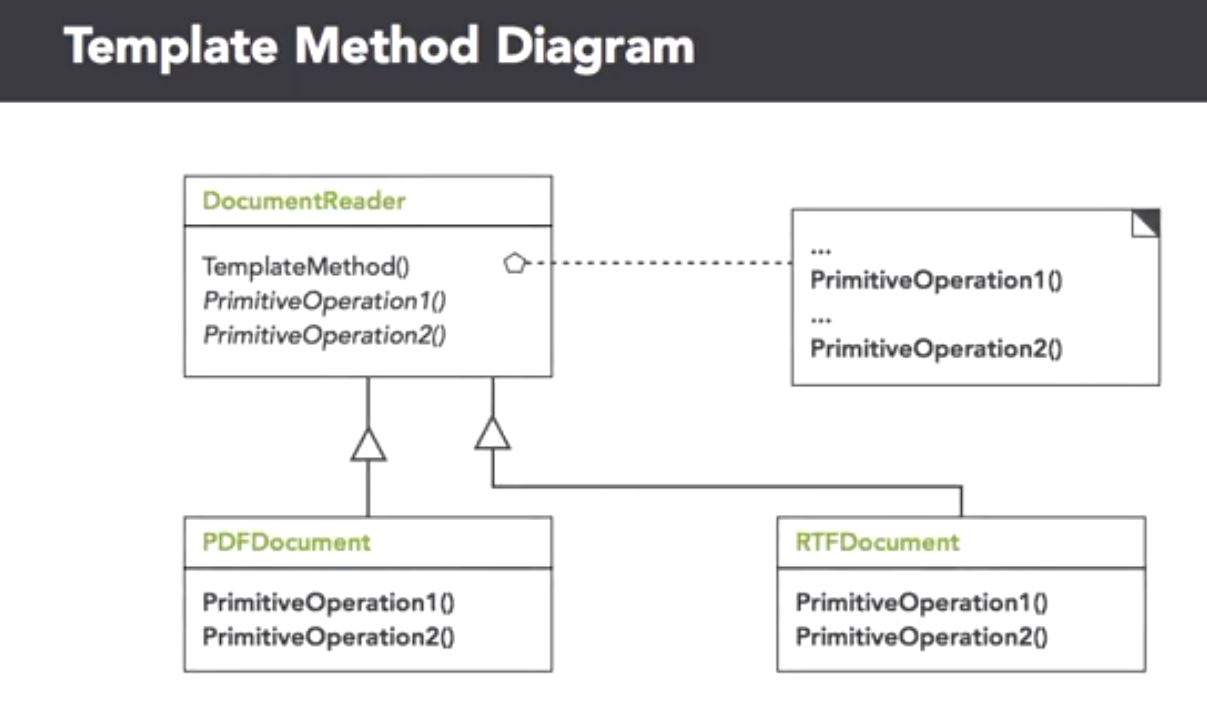 Template Method Diagram
DocumentReader
TemplateMethod()
PrimitiveOperation1()
PrimitiveOperation2()
...
PrimitiveOperation1()
...
PrimitiveOperation2()
PDFDocument
PrimitiveOperation1()
PrimitiveOperation2()
RTFDocument
PrimitiveOperation1()
PrimitiveOperation2()